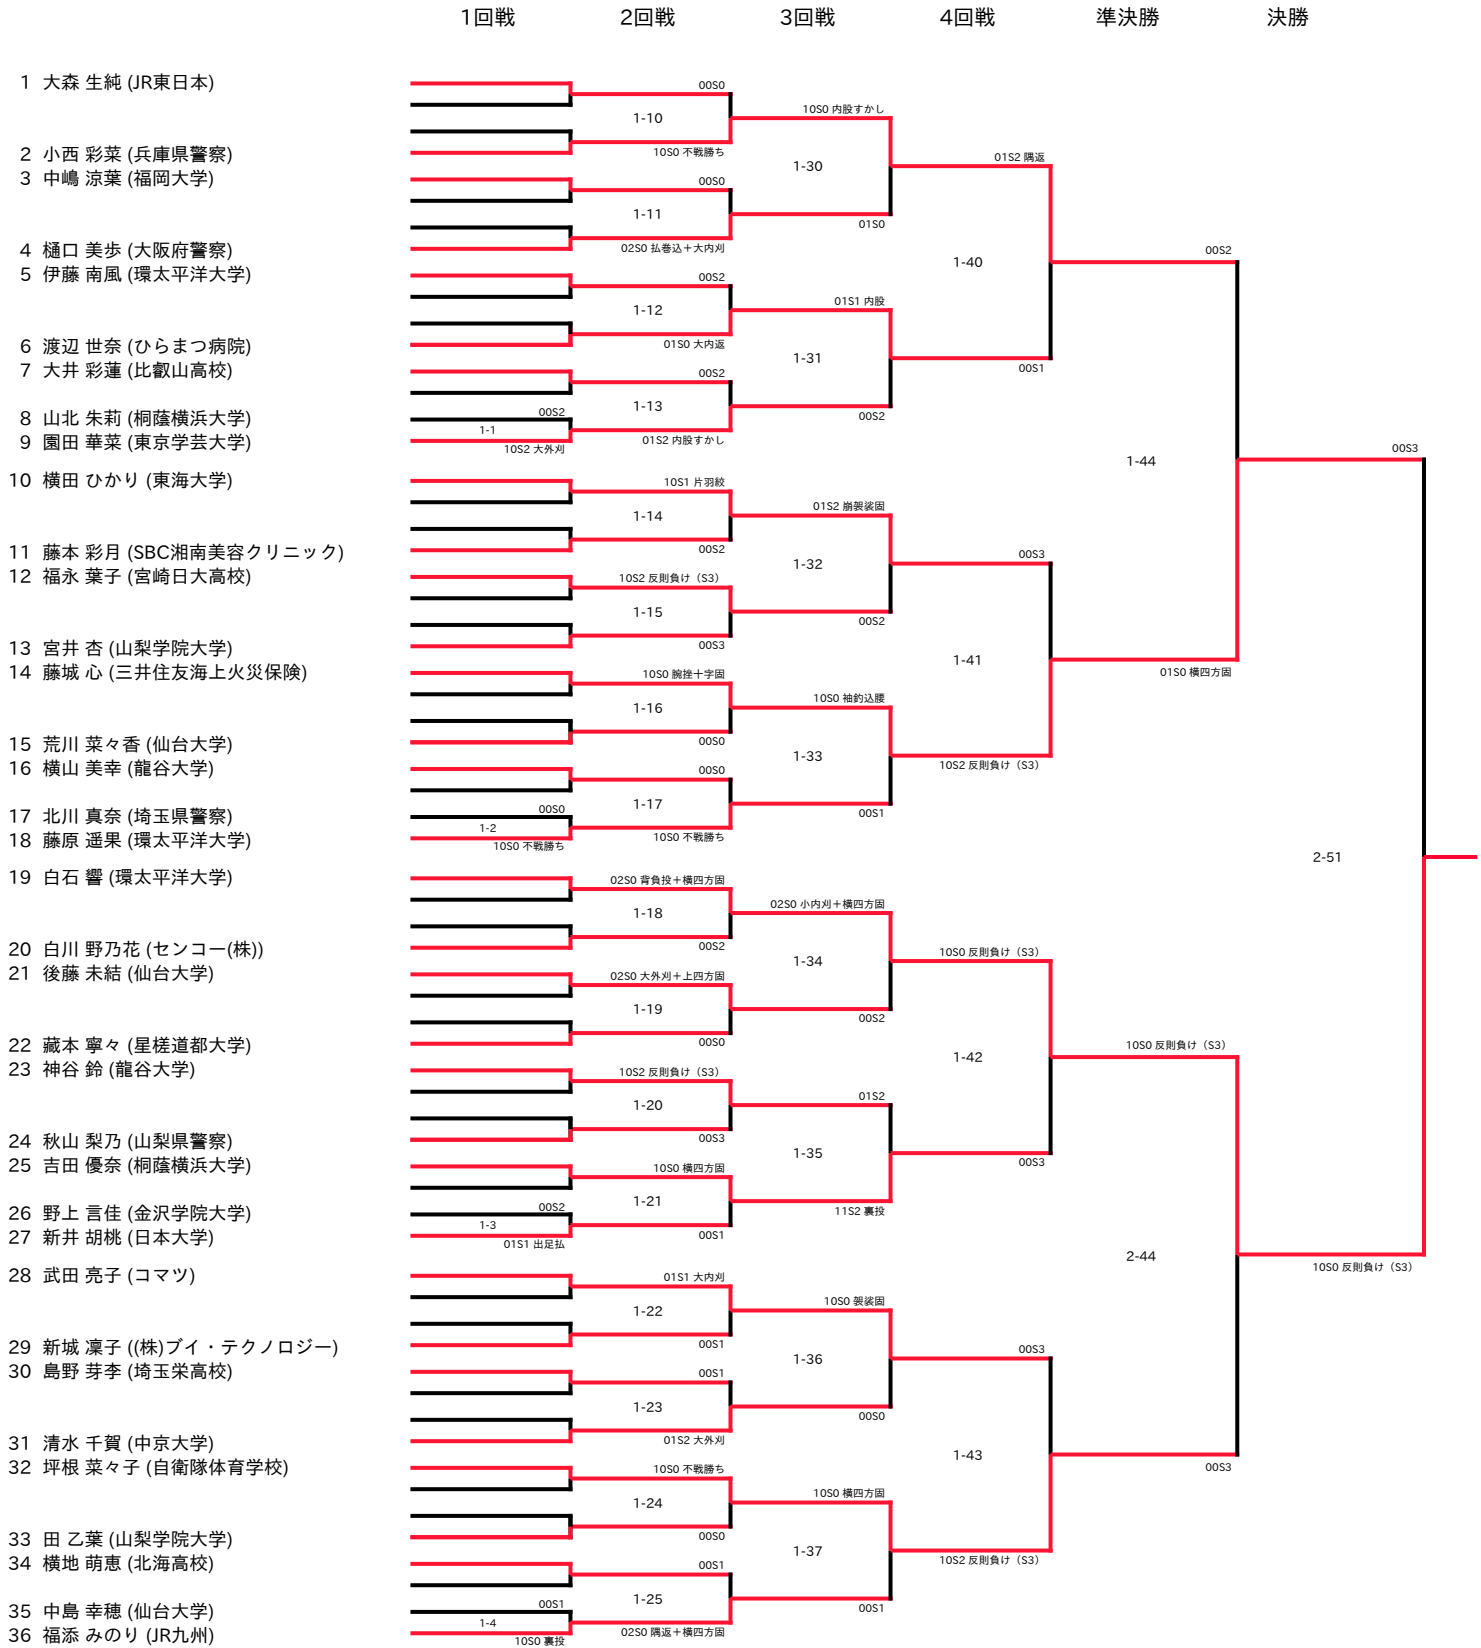 1回戦 2回戦 3回戦 4回戦 準決勝 決勝
1 大森 生純 (JR東日本)
00S0
1-10
10S0 内股すかし
10S0 不戦勝ち
2 小西 彩菜 (兵庫県警察)
1-30
01S2 隅返
3 中嶋 涼葉 (福岡大学)
00S0
1-11
01S0
02S0 払巻込+大内刈
4 樋口 美歩 (大阪府警察)
1-40
00S2
5 伊藤 南風 (環太平洋大学)
00S2
1-12
01S1 内股
01S0 大内返
6 渡辺 世奈 (ひらまつ病院)
1-31
00S1
7 大井 彩蓮 (比叡山高校)
00S2
1-13
00S2
8 山北 朱莉 (桐蔭横浜大学)
00S2
1-1
9 園田 華菜 (東京学芸大学)
10S2 大外刈
01S2 内股すかし
1-44
00S3
10 横田 ひかり (東海大学)
10S1 片羽絞
1-14
01S2 崩袈裟固
00S2
11 藤本 彩月 (SBC湘南美容クリニック)
1-32
00S3
12 福永 葉子 (宮崎日大高校)
10S2 反則負け（S3）
1-15
00S2
00S3
13 宮井 杏 (山梨学院大学)
1-41
01S0 横四方固
14 藤城 心 (三井住友海上火災保険)
10S0 腕挫十字固
1-16
10S0 袖釣込腰
00S0
15 荒川 菜々香 (仙台大学)
1-33
10S2 反則負け（S3）
16 横山 美幸 (龍谷大学)
00S0
1-17
00S1
17 北川 真奈 (埼玉県警察)
00S0
1-2
18 藤原 遥果 (環太平洋大学)
10S0 不戦勝ち
10S0 不戦勝ち
2-51
19 白石 響 (環太平洋大学)
02S0 背負投+横四方固
1-18
02S0 小内刈+横四方固
00S2
20 白川 野乃花 (センコー(株))
1-34
10S0 反則負け（S3）
21 後藤 未結 (仙台大学)
02S0 大外刈+上四方固
1-19
00S2
00S0
22 藏本 寧々 (星槎道都大学)
1-42
10S0 反則負け（S3）
23 神谷 鈴 (龍谷大学)
10S2 反則負け（S3）
1-20
01S2
00S3
24 秋山 梨乃 (山梨県警察)
1-35
00S3
25 吉田 優奈 (桐蔭横浜大学)
10S0 横四方固
1-21
11S2 裏投
26 野上 言佳 (金沢学院大学)
00S2
1-3
27 新井 胡桃 (日本大学)
01S1 出足払
00S1
2-44
10S0 反則負け（S3）
28 武田 亮子 (コマツ)
01S1 大内刈
1-22
10S0 袈裟固
00S1
29 新城 凜子 ((株)ブイ・テクノロジー)
1-36
00S3
30 島野 芽李 (埼玉栄高校)
00S1
1-23
00S0
01S2 大外刈
31 清水 千賀 (中京大学)
1-43
00S3
32 坪根 菜々子 (自衛隊体育学校)
10S0 不戦勝ち
1-24
10S0 横四方固
00S0
33 田 乙葉 (山梨学院大学)
1-37
10S2 反則負け（S3）
34 横地 萌恵 (北海高校)
00S1
1-25
00S1
35 中島 幸穂 (仙台大学)
00S1
1-4
36 福添 みのり (JR九州)
10S0 裏投
02S0 隅返+横四方固